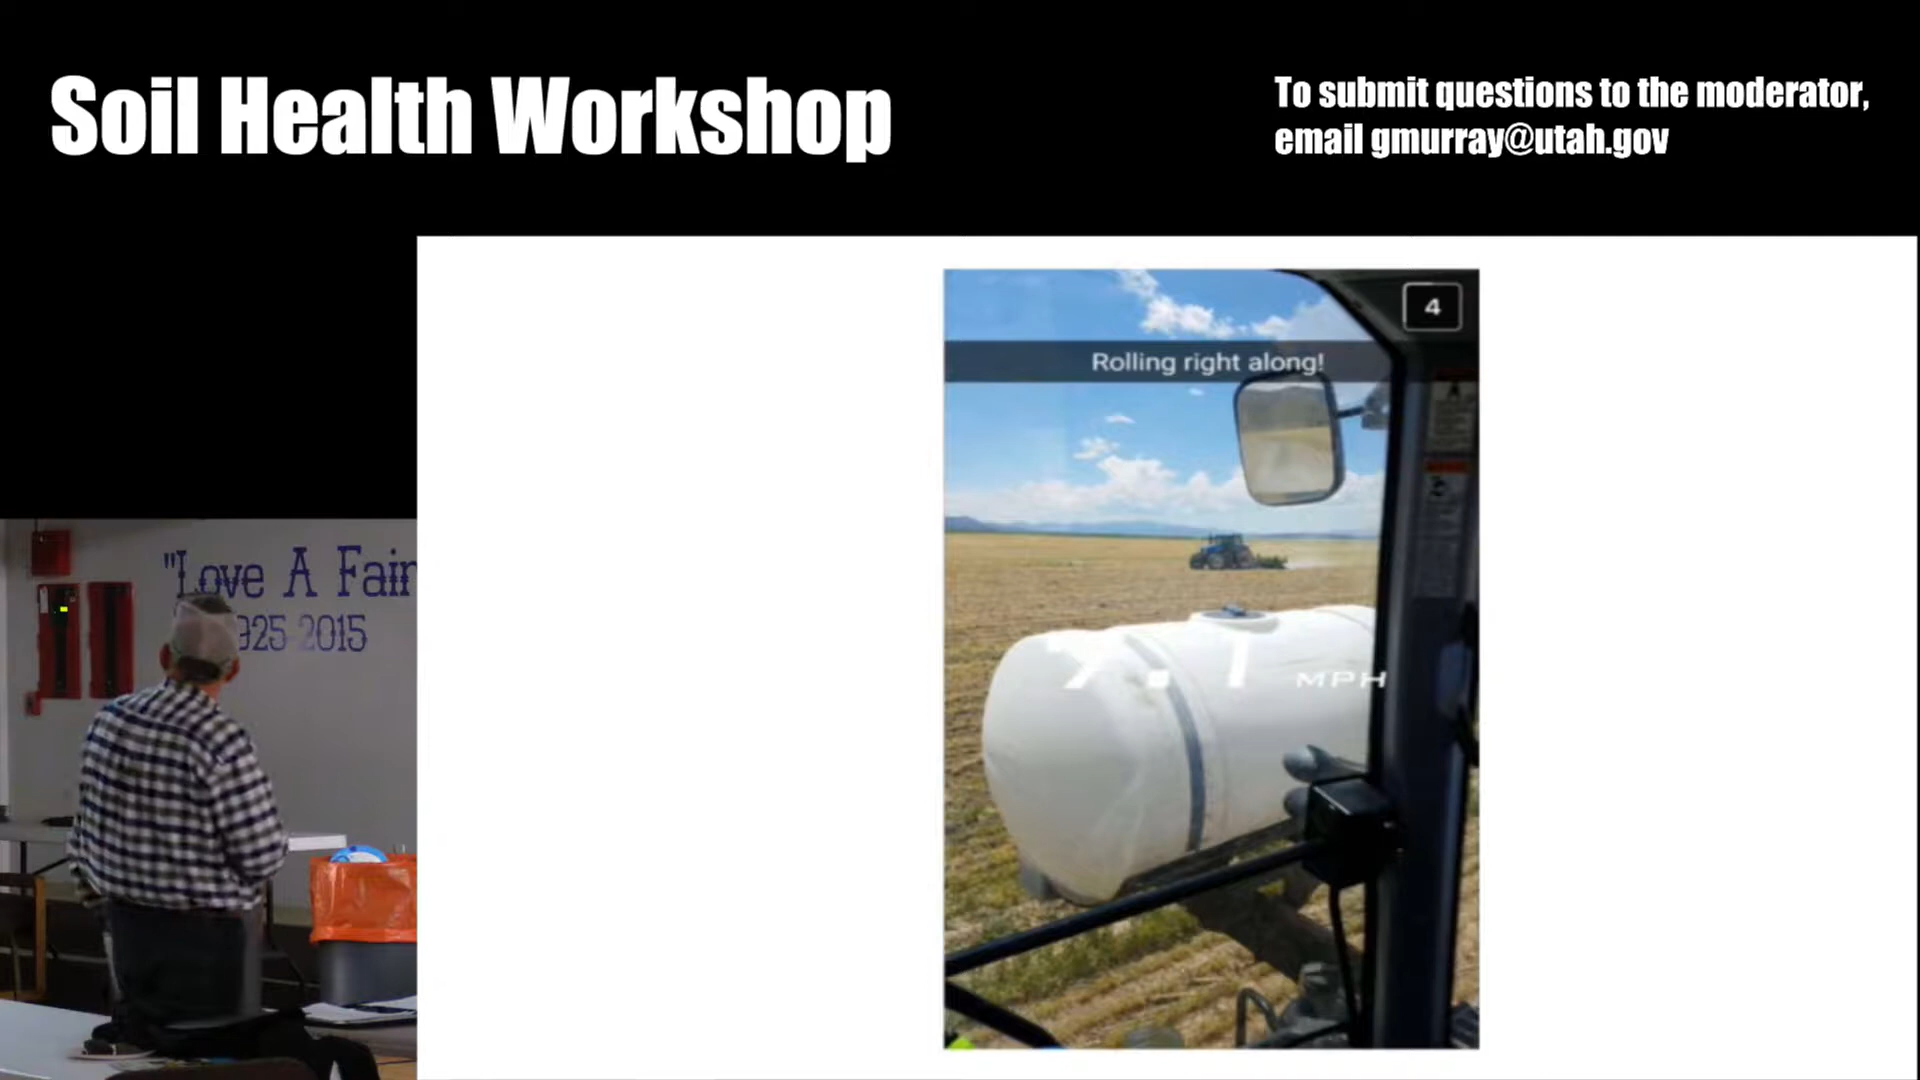 Soil Health Workshop
To submit questions to the moderator,
email gmurray@utah.gov
4
Rolling right along!
MPH
"Love A Fair
925 2015